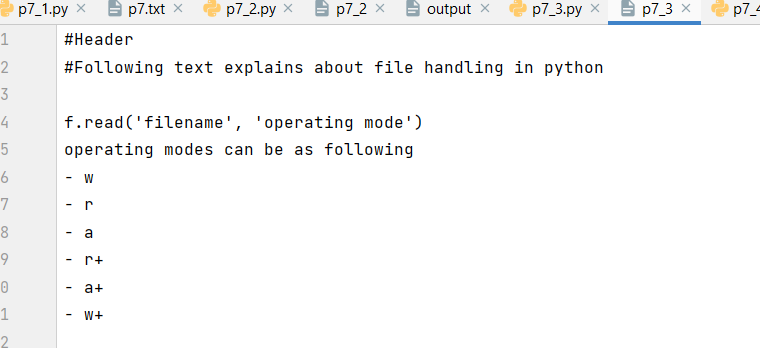 p7_1.py p7.txt p7_2.py p7_2 output p7_3.py p7_3 p7_4
1 #Header
2 #Following text explains about file handling in python
3
4 f.read('filename', 'operating mode')
5 operating modes can be as following
6 - w
7 - r
8 - a
9 - r+
0 - a+
1 - w+
2